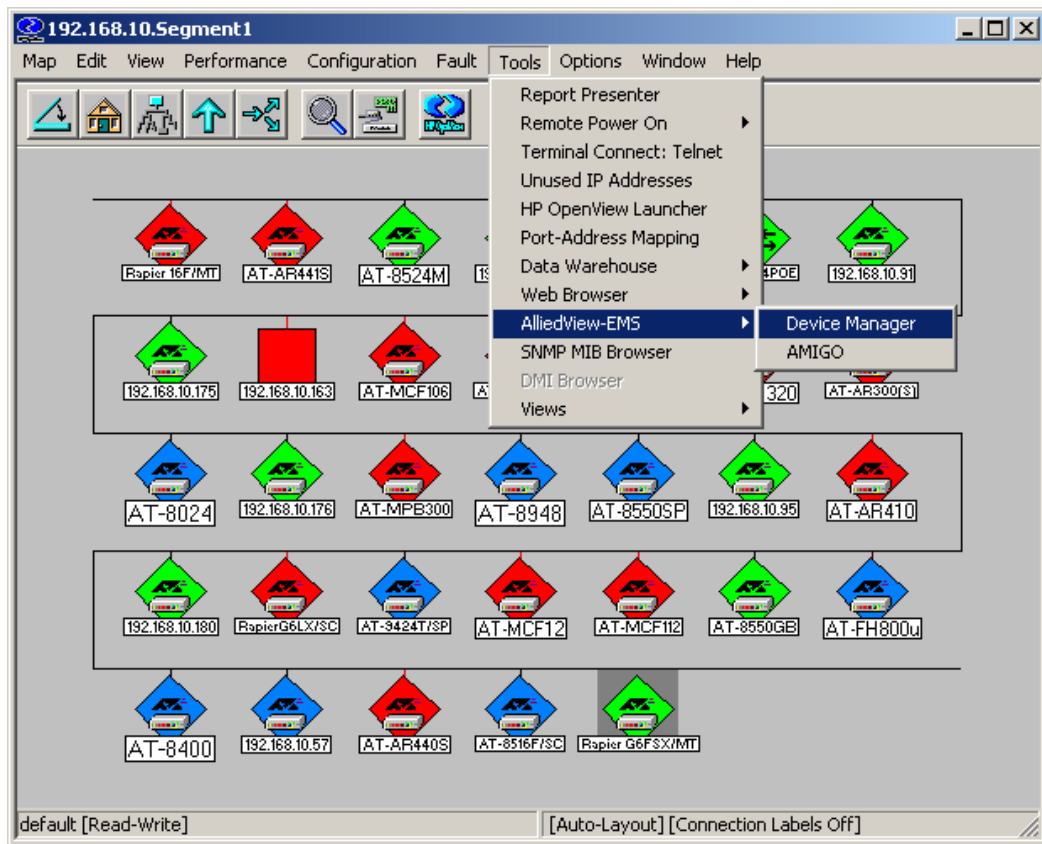 192.168.10.Segment1
Map Edit View Performance Configuration Fault Tools Options Window Help
Report Presenter
Remote Power On
Terminal Connect: Telnet
Unused IP Addresses
HP OpenView Launcher
Port-Address Mapping
Data Warehouse
Web Browser
AlliedView-EMS
SNMP MIB Browser
DMI Browser
Views
Device Manager
AMIGO
Rapier 16F/MT AT-AR441S AT-8524M 4POE 192.168.10.91
192.168.10.175 192.168.10.163 AT-MCF106 320 AT-AR300(S)
AT-8024 192.168.10.176 AT-MPB300 AT-8948 AT-8550SP 192.168.10.95 AT-AR410
192.168.10.180 RapierG6LX/SC AT-9424T/SP AT-MCF12 AT-MCF112 AT-8550GB AT-FH800u
AT-8400 192.168.10.57 AT-AR440S AT-8516F/SC Rapier G6FSX/MT
default [Read-Write] [Auto-Layout] [Connection Labels Off]